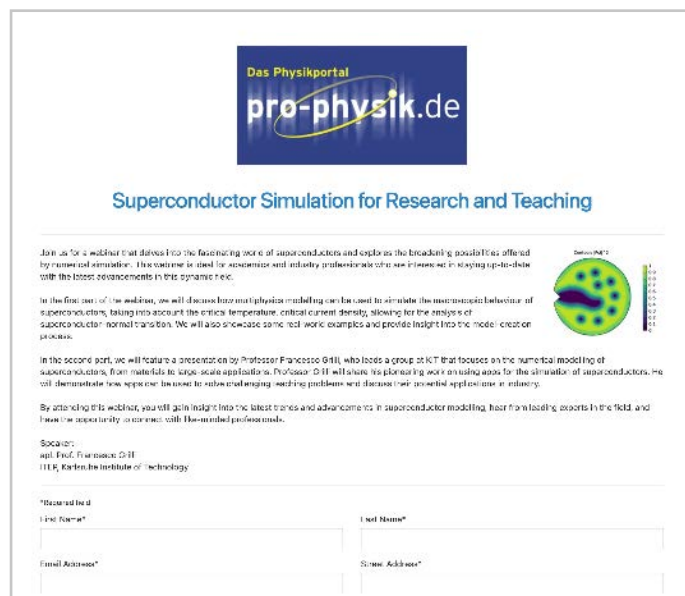 Das Physikportal
pro-physik.de
Superconductor Simulation for Research and Teaching
Join us for a webinar that delves into the fascinating world of superconductors and explores the broadening possibilities offered
by numerical simulation. This webinar is ideal for academics and industry professionals who are interested in staying up-to-date
with the latest advancements in this dynamic field.
In the first part of the webinar, we will discuss how multiphysics modelling can be used to simulate the macroscopic behaviour of
superconductors, taking into account the critical temperature, critical current density, allowing for the analysis of
superconductor-normal transition. We will also showcase some real-world examples and provide insight into the model creation
process.
In the second part, we will feature a presentation by Professor Francesco Grilli, who leads a group at KIT that focuses on the numerical modelling of
superconductors, from materials to large-scale applications. Professor Grilli will share his pioneering work on using apps for the simulation of superconductors. He
will demonstrate how apps can be used to solve challenging teaching problems and discuss their potential applications in industry.
By attending this webinar, you will gain insight into the latest trends and advancements in superconductor modelling, hear from leading experts in the field, and
have the opportunity to connect with like-minded professionals.
Speaker:
apl. Prof. Francesco Grilli
ITEP, Karlsruhe Institute of Technology
*Required field
First Name*
Last Name*
Email Address*
Street Address*